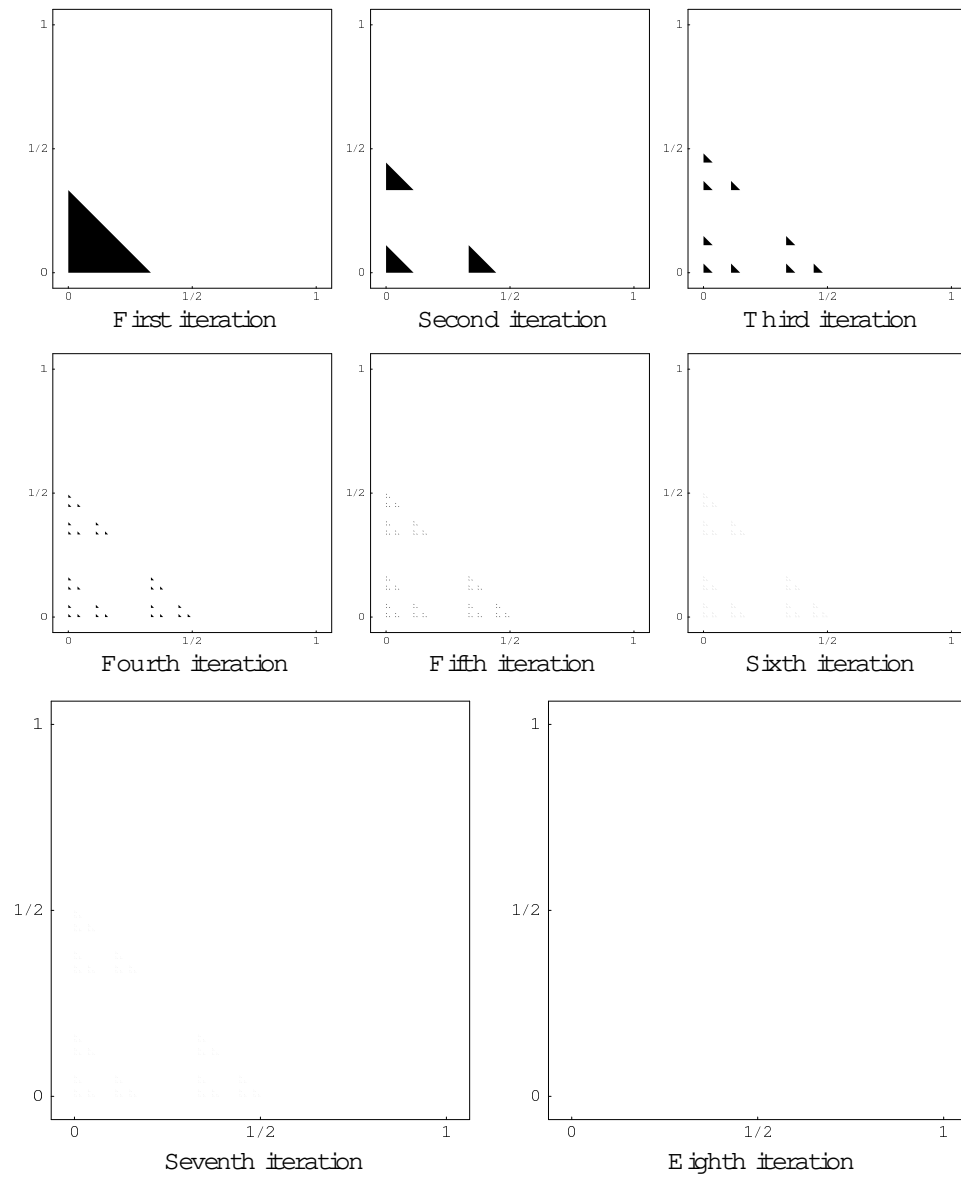 1 1 1
1/2 1/2 1/2
0 0 0
0 1/2 1 0 1/2 1 0 1/2 1
First iteration Second iteration Third iteration
1 1 1
1/2 1/2 1/2
0 0 0
0 1/2 1 0 1/2 1 0 1/2 1
Fourth iteration Fifth iteration Sixth iteration
1 1
1/2 1/2
0 0
0 1/2 1 0 1/2 1
Seventh iteration Eighth iteration